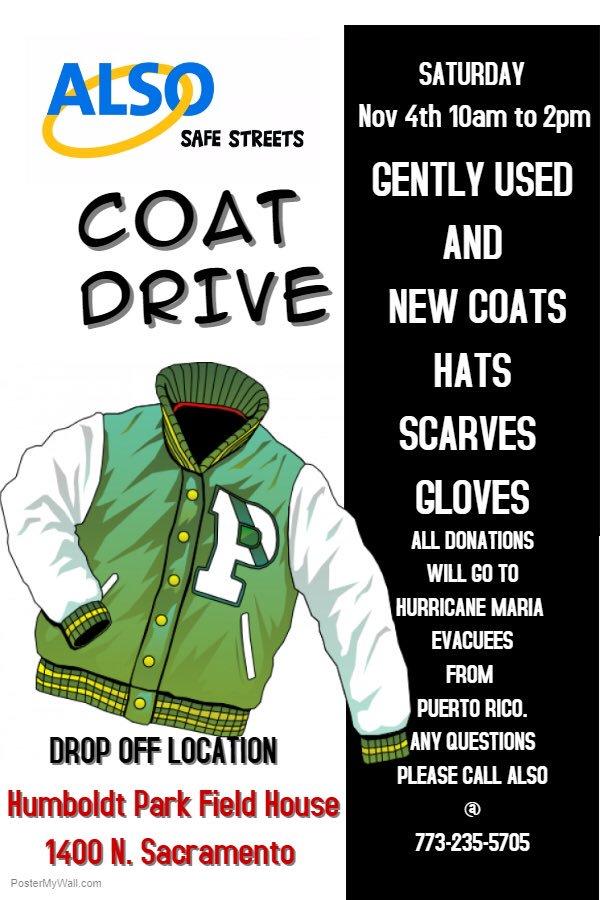 ALSO
SAFE STREETS
COAT
DRIVE
P
DROP OFF LOCATION
Humboldt Park Field House
1400 N. Sacramento
PosterMyWall.com
SATURDAY
Nov 4th 10am to 2pm
GENTLY USED
AND
NEW COATS
HATS
SCARVES
GLOVES
ALL DONATIONS
WILL GO TO
HURRICANE MARIA
EVACUEES
FROM
PUERTO RICO.
ANY QUESTIONS
PLEASE CALL ALSO
@
773-235-5705